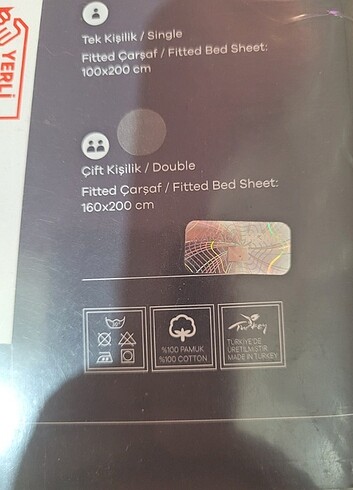 YERLİ
Tek Kişilik / Single
Fitted Çarşaf / Fitted Bed Sheet:
100x200 cm
Çift Kişilik / Double
Fitted Çarşaf / Fitted Bed Sheet:
160x200 cm
%100 PAMUK
%100 COTTON
Turkey
TÜRKİYE'DE
ÜRETİLMİŞTİR.
MADE IN TURKEY